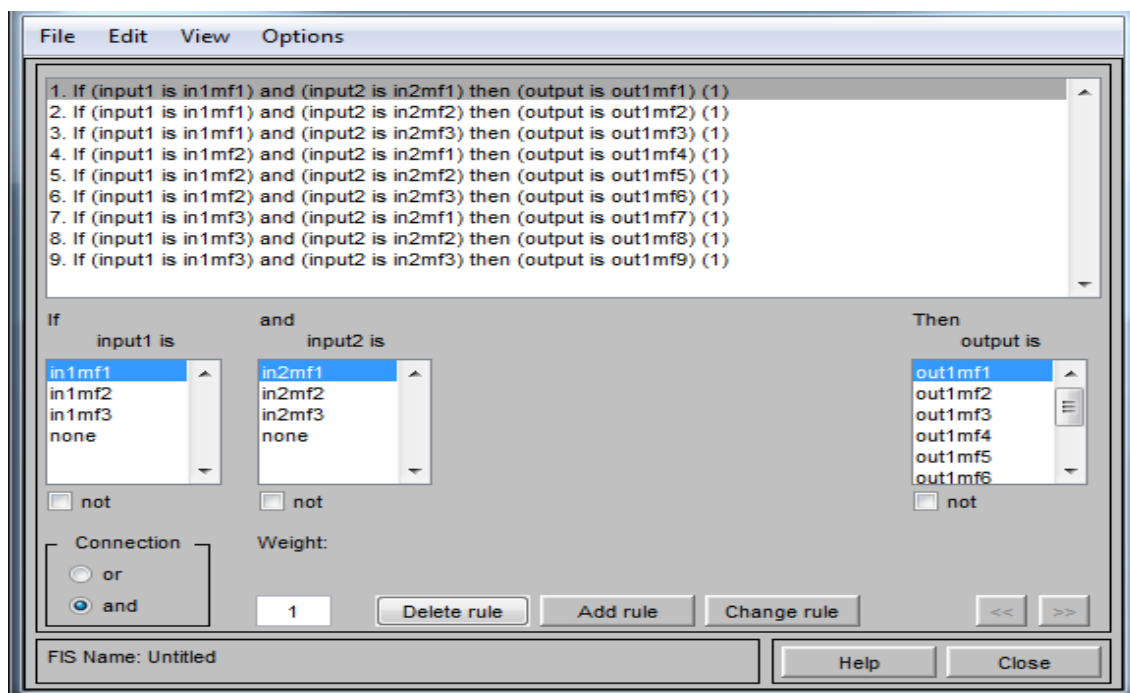 File Edit View Options
1. If (input1 is in1mf1) and (input2 is in2mf1) then (output is out1mf1) (1)
2. If (input1 is in1mf1) and (input2 is in2mf2) then (output is out1mf2) (1)
3. If (input1 is in1mf1) and (input2 is in2mf3) then (output is out1mf3) (1)
4. If (input1 is in1mf2) and (input2 is in2mf1) then (output is out1mf4) (1)
5. If (input1 is in1mf2) and (input2 is in2mf2) then (output is out1mf5) (1)
6. If (input1 is in1mf2) and (input2 is in2mf3) then (output is out1mf6) (1)
7. If (input1 is in1mf3) and (input2 is in2mf1) then (output is out1mf7) (1)
8. If (input1 is in1mf3) and (input2 is in2mf2) then (output is out1mf8) (1)
9. If (input1 is in1mf3) and (input2 is in2mf3) then (output is out1mf9) (1)
If
input1 is
in1mf1
in1mf2
in1mf3
none
not
and
input2 is
in2mf1
in2mf2
in2mf3
none
not
Then
output is
out1mf1
out1mf2
out1mf3
out1mf4
out1mf5
out1mf6
not
Connection
or
and
Weight:
1
Delete rule Add rule Change rule << >>
FIS Name: Untitled
Help Close